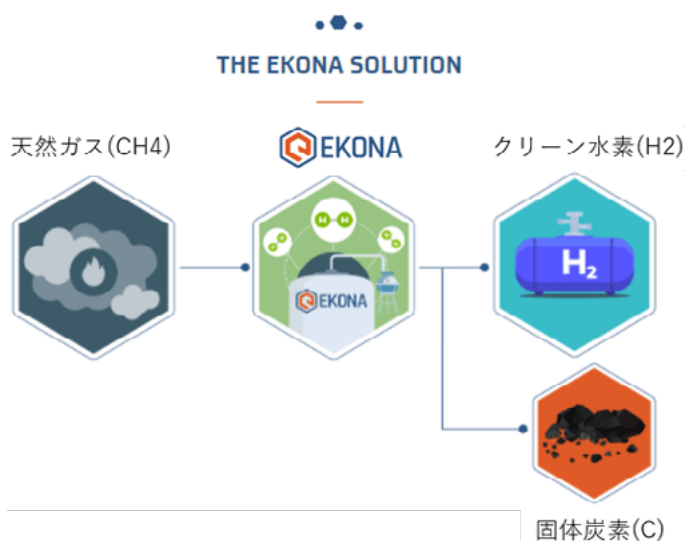 THE EKONA SOLUTION
天然ガス(CH4)
EKONA
クリーン水素(H2)
H H
EKONA
H2
固体炭素(C)